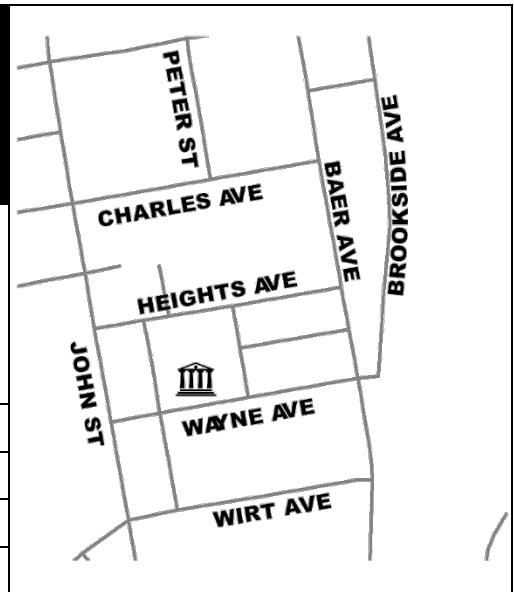 PETER ST
BROOKSIDE AVE
CHARLES AVE
BAER AVE
HEIGHTS AVE
JOHN ST
WAYNE AVE
WIRT AVE